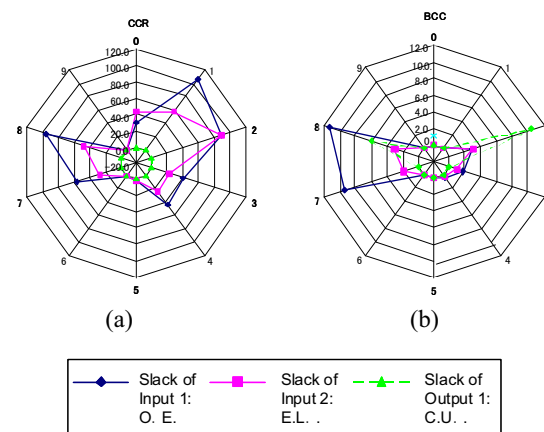 CCR
0
120.0
100.0
80.0
60.0
40.0
20.0
0.0
-20.0
1
2
3
4
5
6
7
8
9
(a)
BCC
0
12.0
10.0
8.0
6.0
4.0
2.0
1
2
3
4
5
6
7
8
9
(b)
Slack of
Input 1:
O. E.
Slack of
Input 2:
E.L. .
Slack of
Output 1:
C.U. .